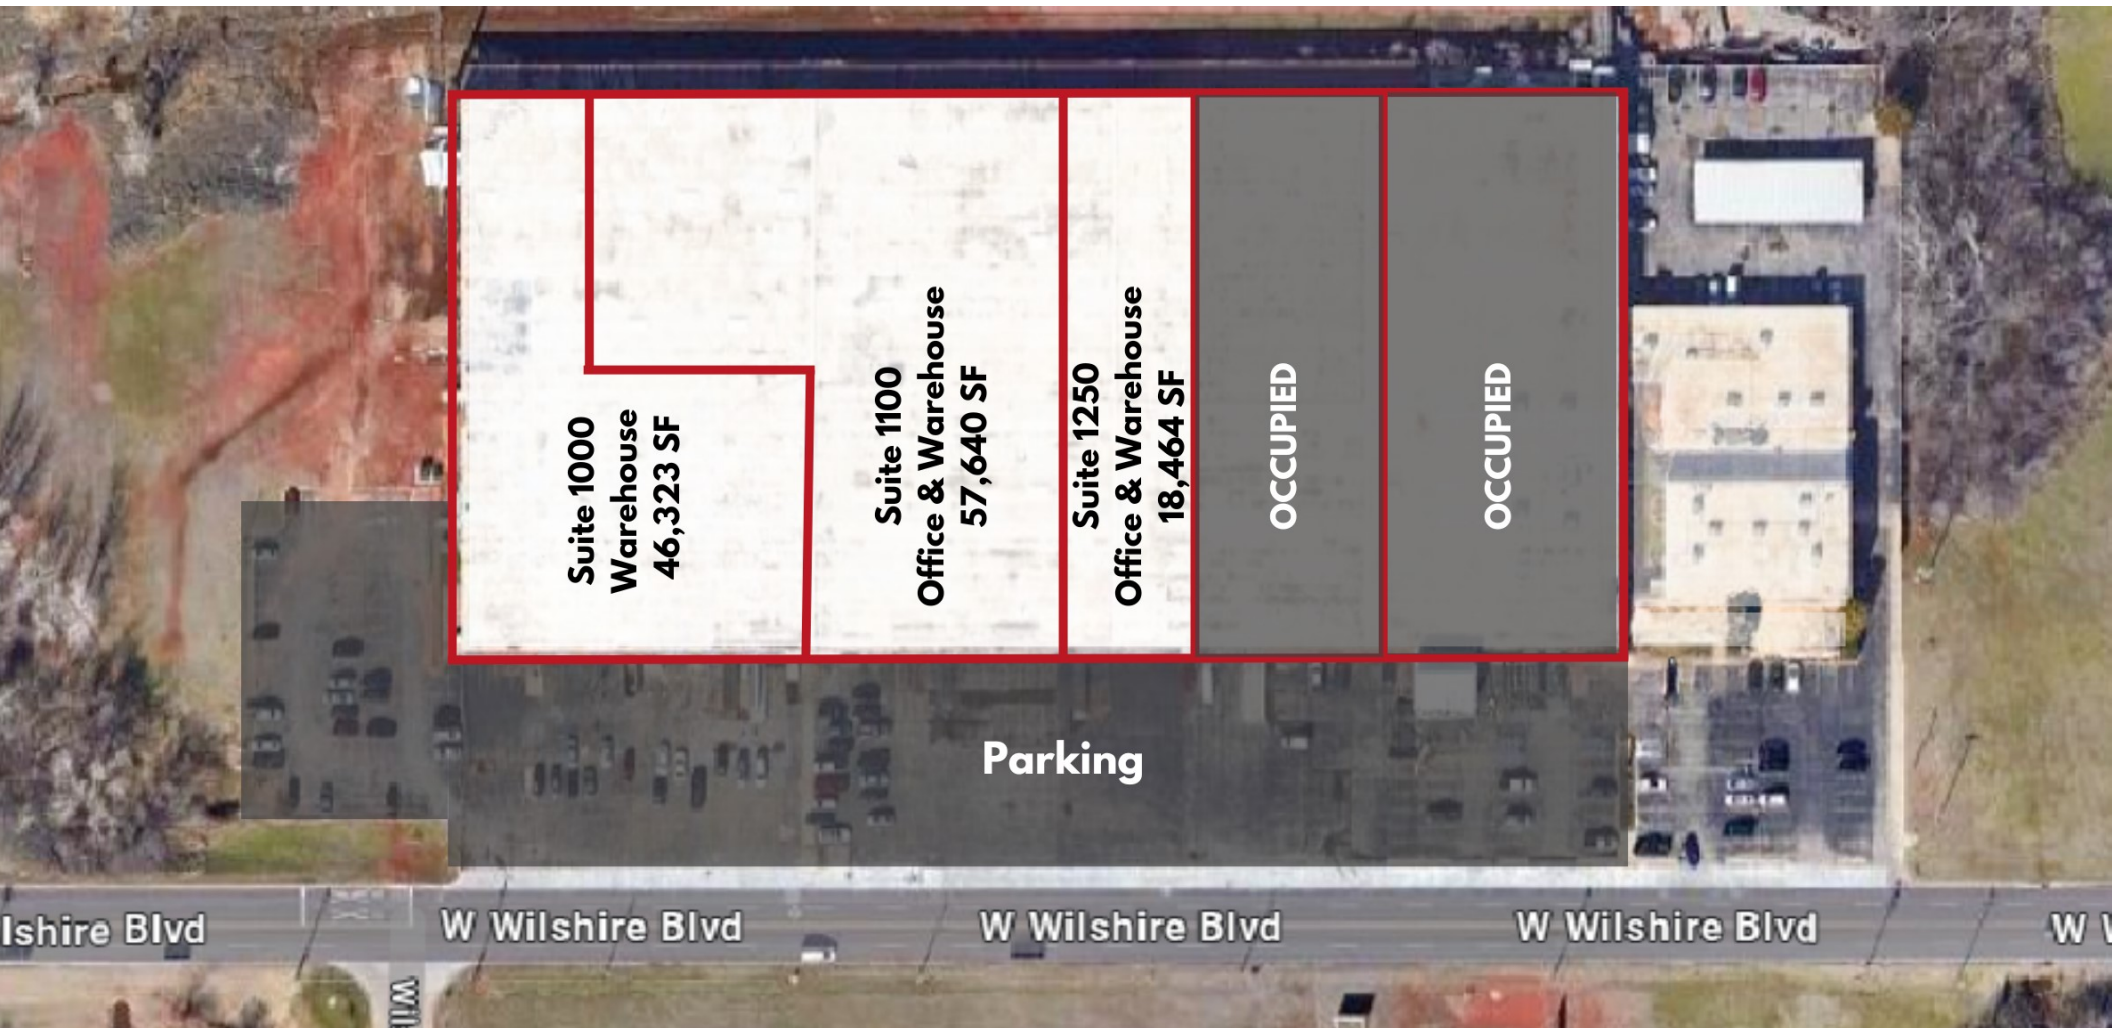 Suite 1000
Warehouse
46,323 SF
Suite 1100
Office & Warehouse
57,640 SF
Suite 1250
Office & Warehouse
18,464 SF
OCCUPIED
OCCUPIED
Parking
lshire Blvd
W Wilshire Blvd
W Wilshire Blvd
W Wilshire Blvd
W
Wil